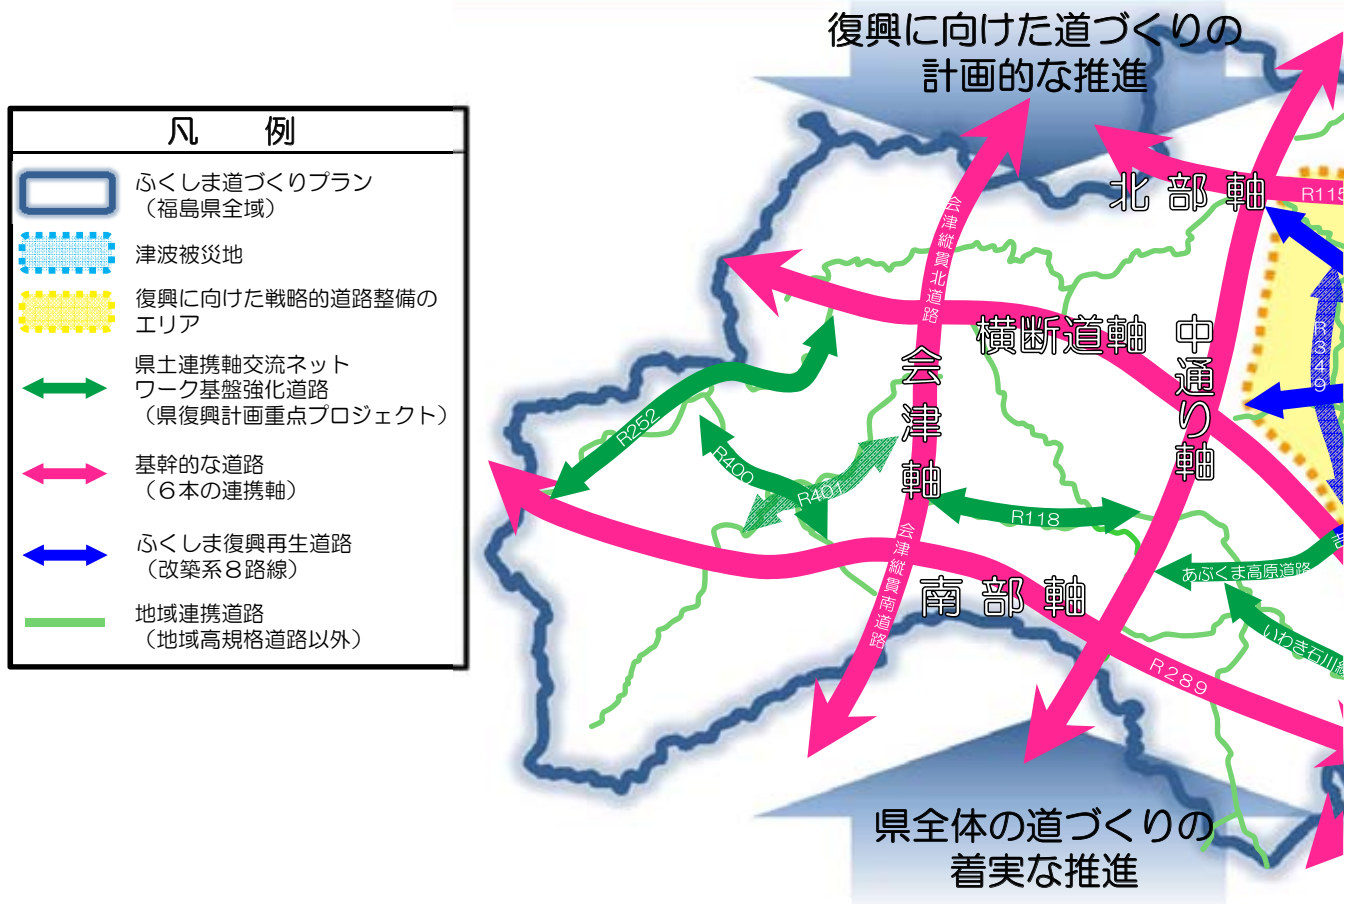 復興に向けた道づくりの
計画的な推進
凡　例
ふくしま道づくりプラン
（福島県全域）
津波被災地
復興に向けた戦略的道路整備の
エリア
県土連携軸交流ネット
ワーク基盤強化道路
（県復興計画重点プロジェクト）
基幹的な道路
（６本の連携軸）
ふくしま復興再生道路
（改築系８路線）
地域連携道路
（地域高規格道路以外）
北部軸
R115
会津縦貫北道路
横断道軸
中通り軸
会津軸
R349
R252
R400
R401
R118
あぶくま高原道路
いわき石川線
会津縦貫南道路
南部軸
R289
県全体の道づくりの
着実な推進